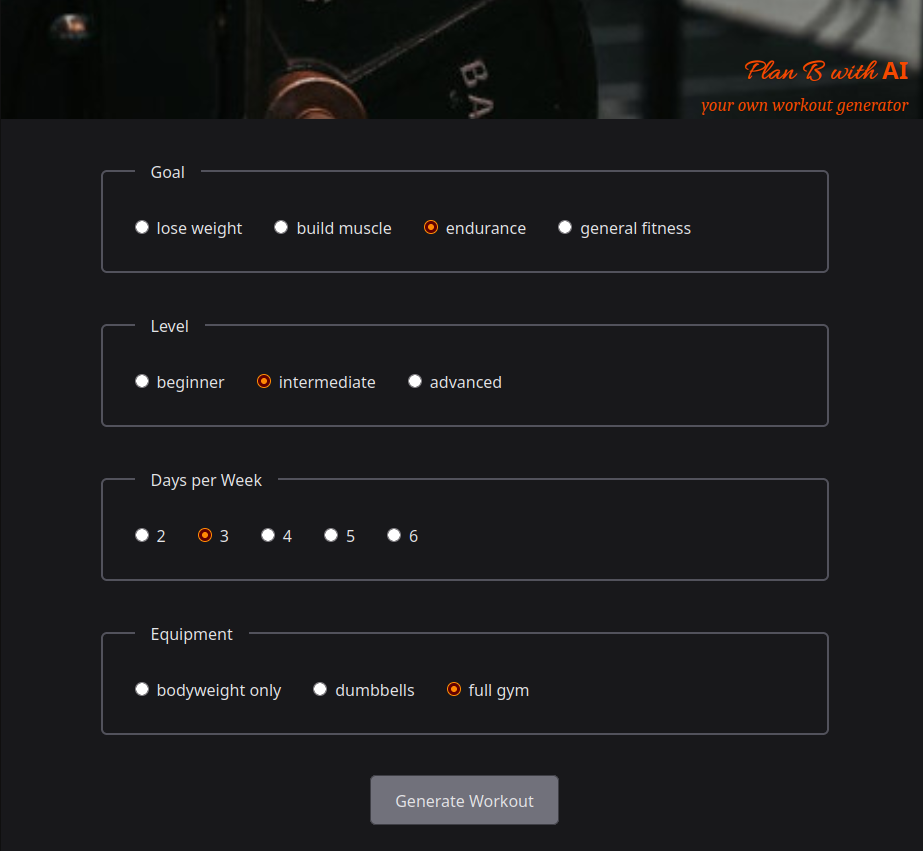 BA
Plan B with AI
your own workout generator
Goal
lose weight build muscle endurance general fitness
Level
beginner intermediate advanced
Days per Week
2 3 4 5 6
Equipment
bodyweight only dumbbells full gym
Generate Workout